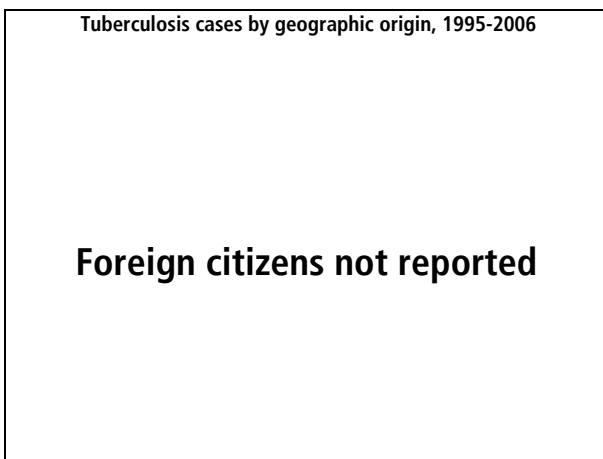 Tuberculosis cases by geographic origin, 1995-2006
Foreign citizens not reported